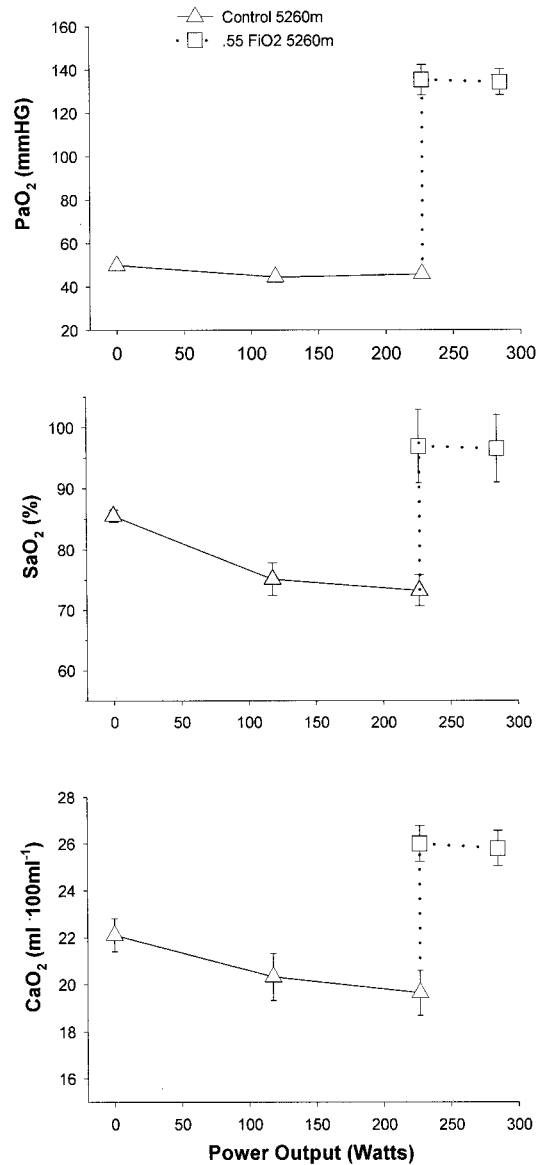 Control 5260m
.55 FiO2 5260m
PaO2 (mmHG)
160
140
120
100
80
60
40
20
0 50 100 150 200 250 300
SaO2 (%)
100
90
80
70
60
0 50 100 150 200 250 300
CaO2 (ml ·100ml-1)
28
26
24
22
20
18
16
0 50 100 150 200 250 300
Power Output (Watts)